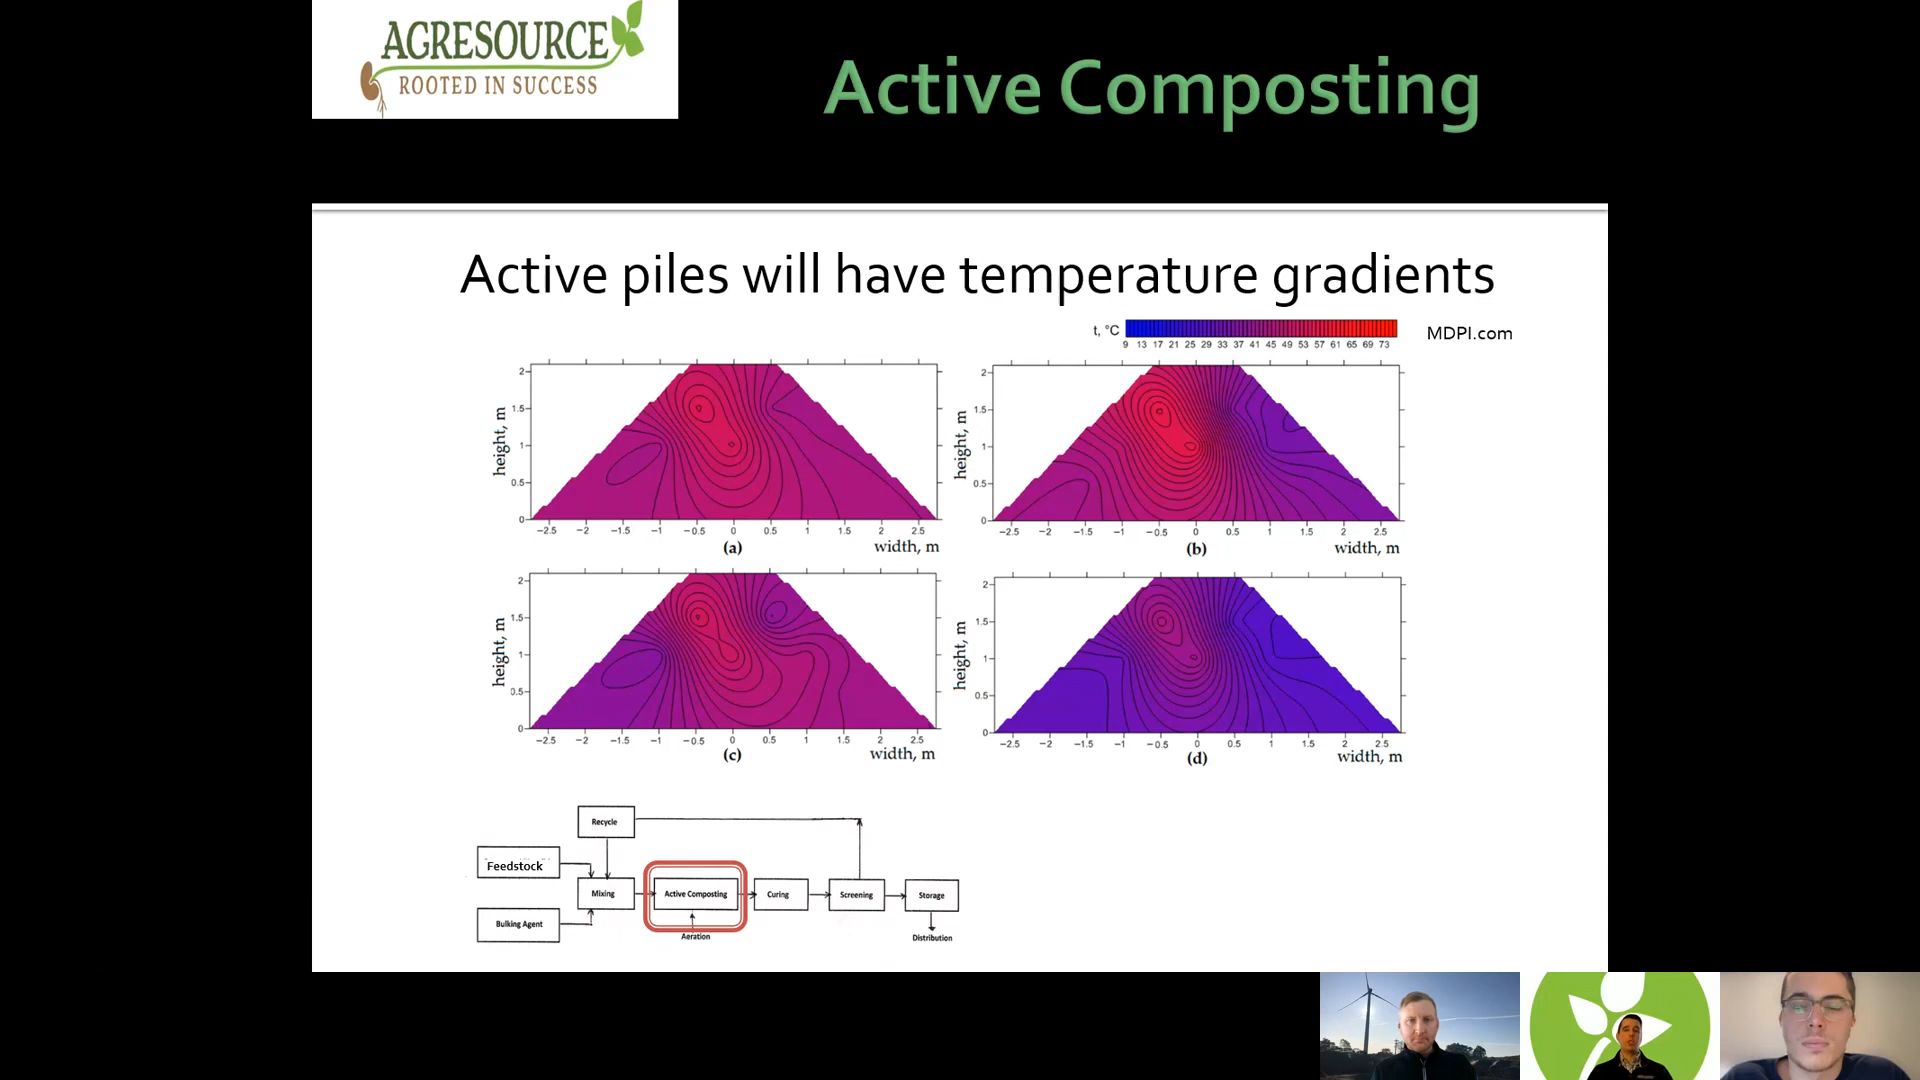 AGRESOURCE
ROOTED IN SUCCESS
Active Composting
Active piles will have temperature gradients
t, °C
9 13 17 21 25 29 33 37 41 45 49 53 57 61 65 69 73
MDPI.com
height, m
2
1.5
1
0.5
0
−2.5 −2 −1.5 −1 −0.5 0 0.5 1 1.5 2 2.5
(a)
width, m
height, m
2
1.5
1
0.5
0
−2.5 −2 −1.5 −1 −0.5 0 0.5 1 1.5 2 2.5
(b)
width, m
height, m
2
1.5
1
0.5
0
−2.5 −2 −1.5 −1 −0.5 0 0.5 1 1.5 2 2.5
(c)
width, m
height, m
2
1.5
1
0.5
0
−2.5 −2 −1.5 −1 −0.5 0 0.5 1 1.5 2 2.5
(d)
width, m
Recycle
Feedstock
Mixing
Active Composting
Curing
Screening
Storage
Bulking Agent
Aeration
Distribution